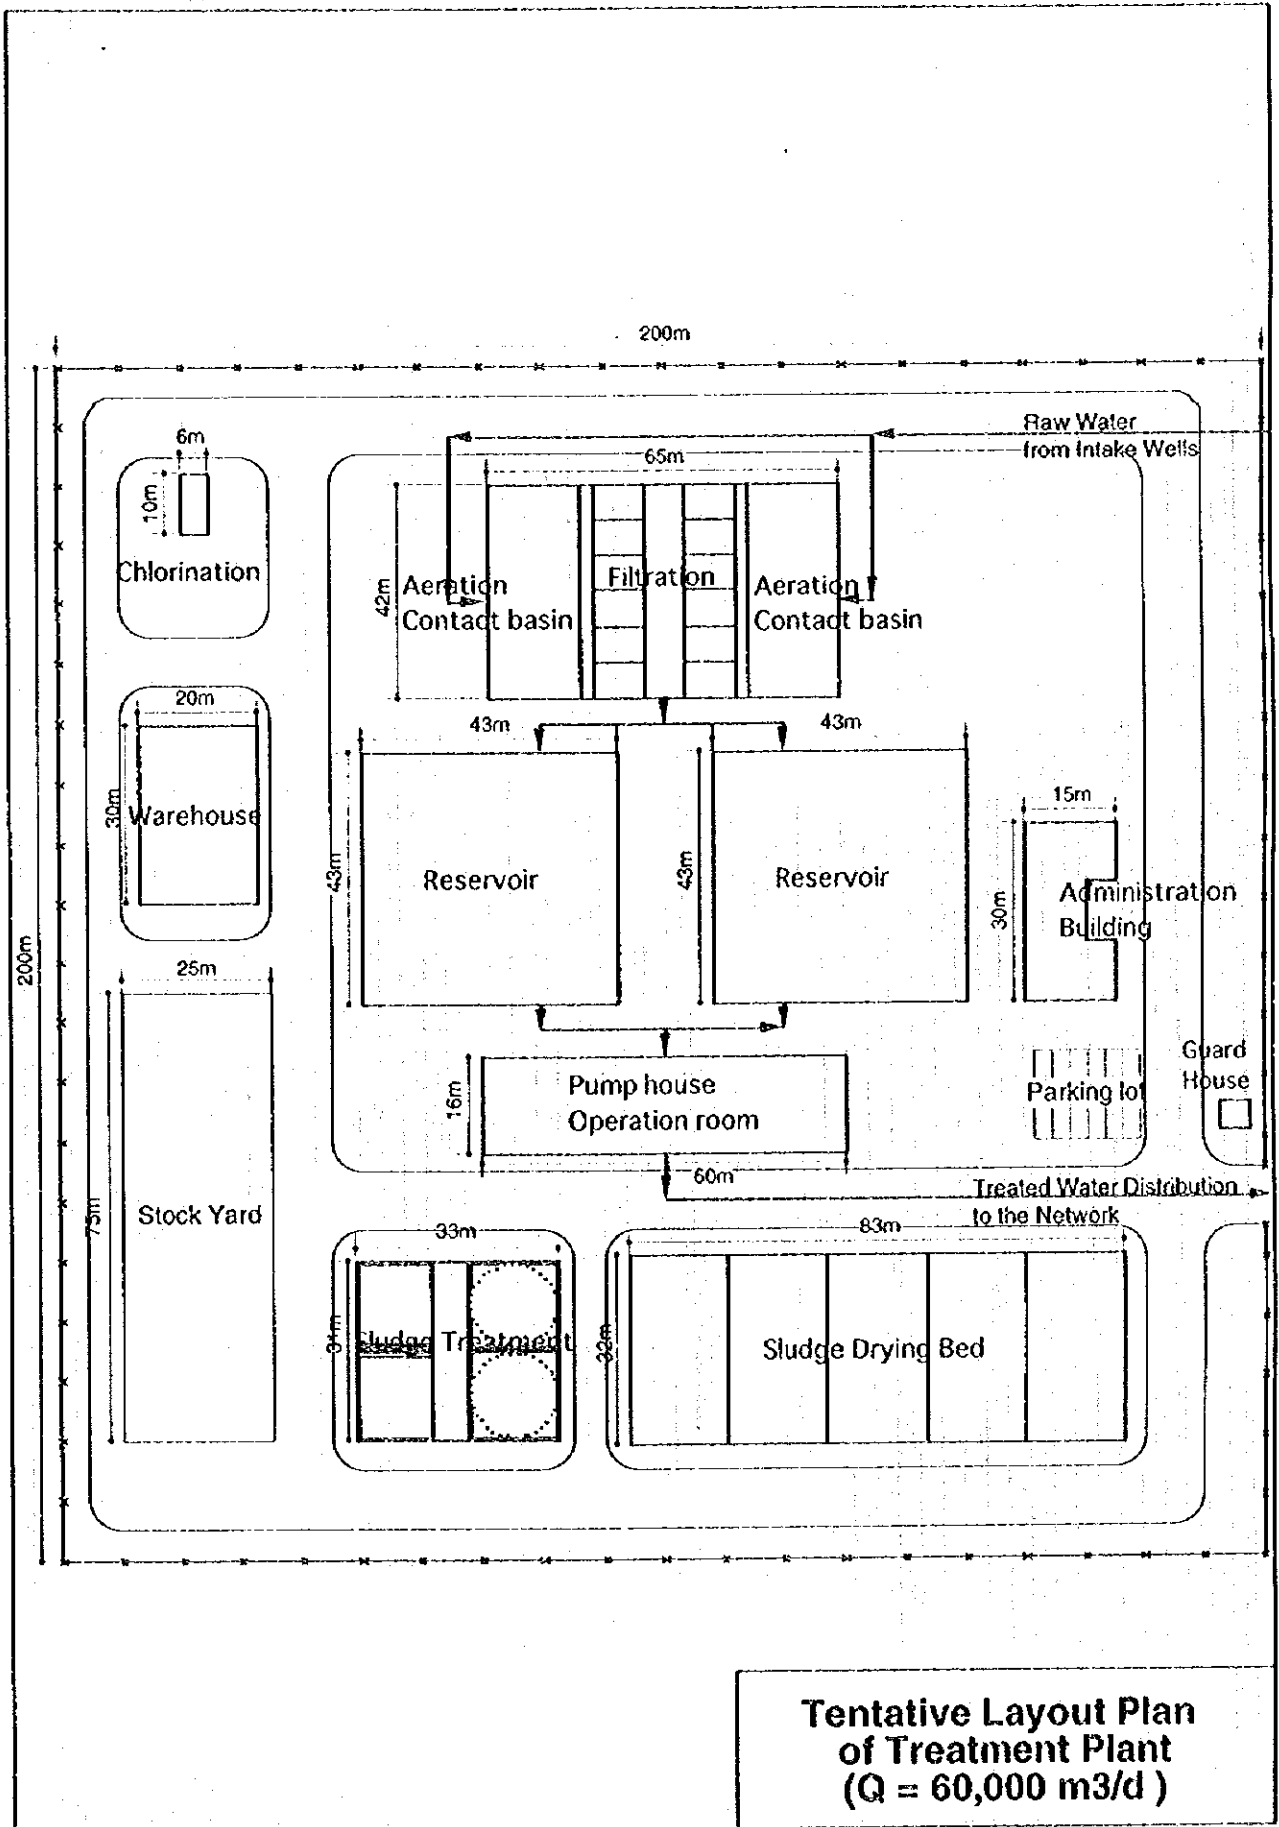 200m
Raw Water
from Intake Wells
6m
65m
10m
Chlorination
42m
Aeration
Contact basin
Filtration
Aeration
Contact basin
20m
43m
43m
30m
Warehouse
15m
43m
Reservoir
43m
Reservoir
30m
Administration
Building
200m
25m
Guard
House
16m
Pump house
Operation room
Parking lot
60m
Treated Water Distribution
to the Network
75m
Stock Yard
33m
83m
Sludge Treatment
32m
Sludge Drying Bed
Tentative Layout Plan
of Treatment Plant
(Q = 60,000 m3/d )